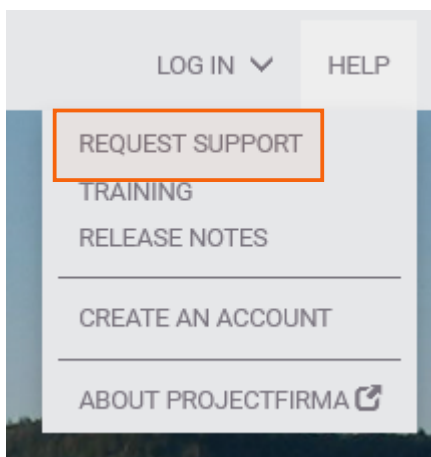 LOG IN HELP
REQUEST SUPPORT
TRAINING
RELEASE NOTES
CREATE AN ACCOUNT
ABOUT PROJECTFIRMA